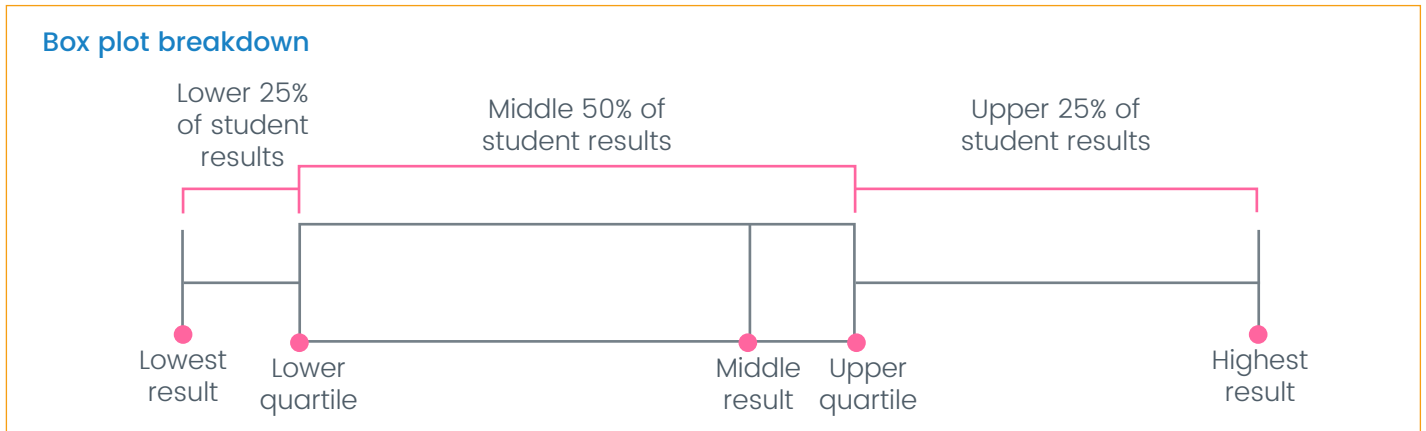 Box plot breakdown
Lower 25%
of student
results
Middle 50% of
student results
Upper 25% of
student results
Lowest
result
Lower
quartile
Middle
result
Upper
quartile
Highest
result